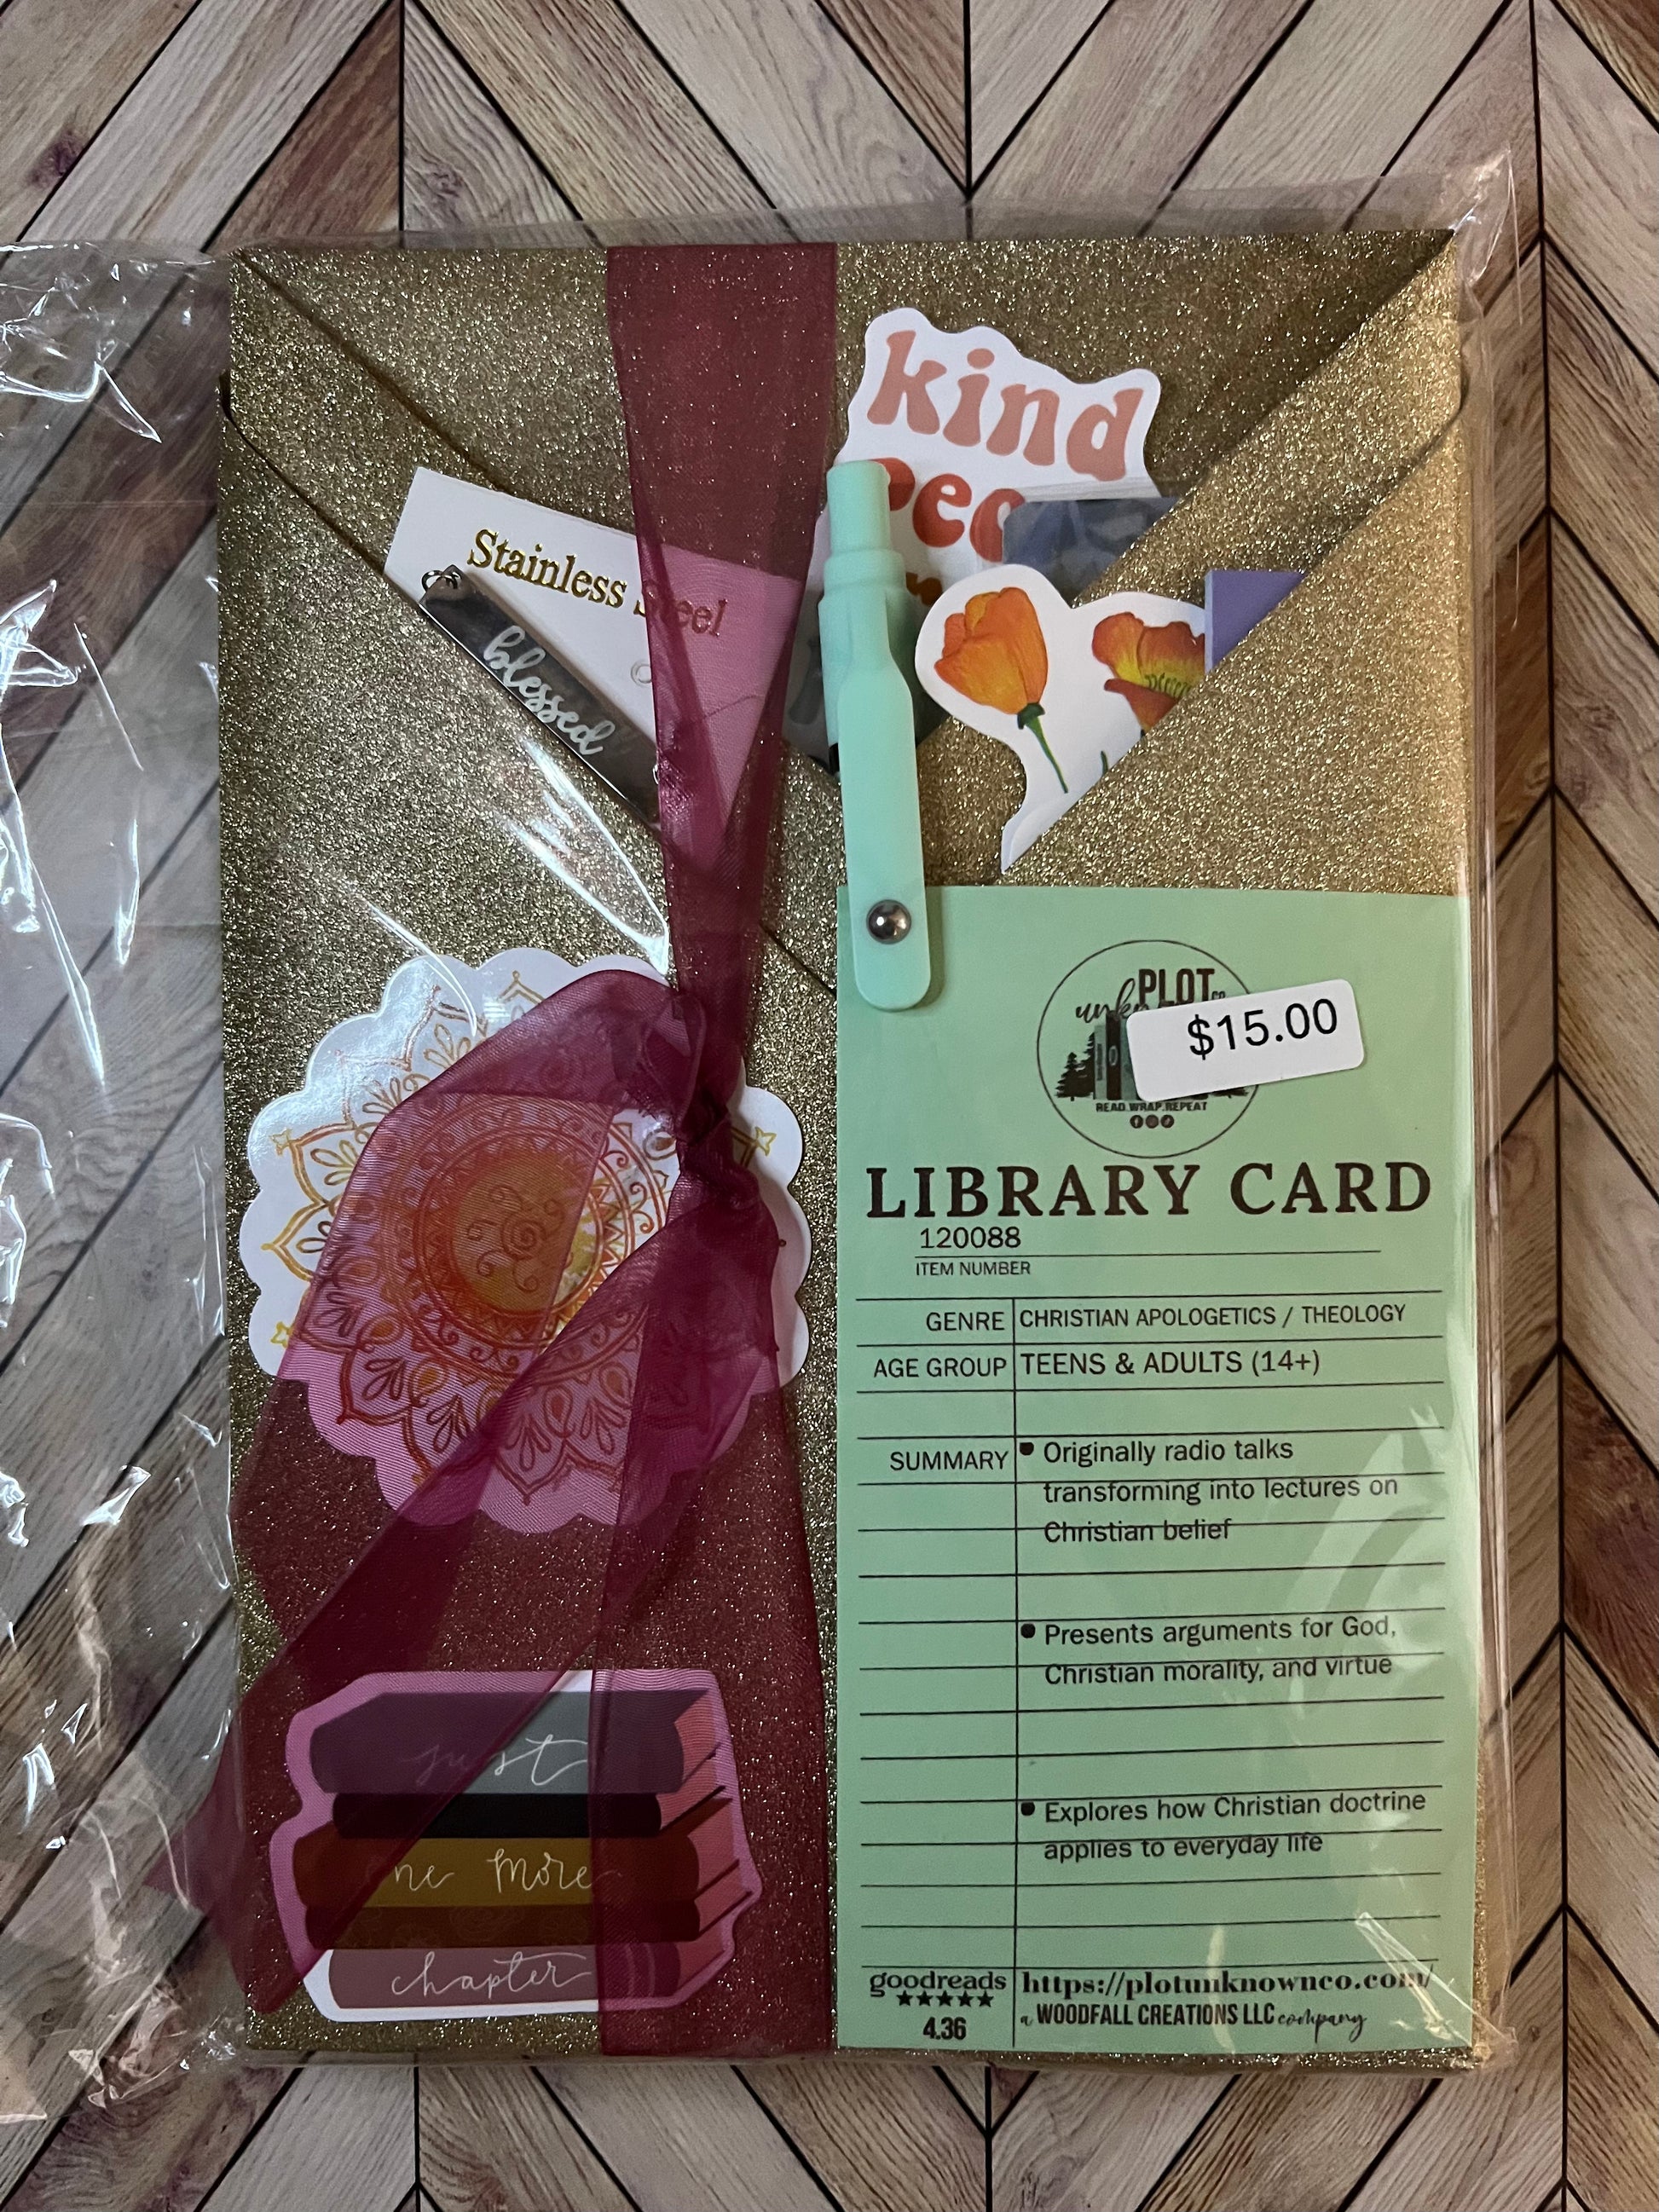 kind
Stainless Steel
blessed
PLOT
$15.00
READ.WRAP.REPEAT
LIBRARY CARD
120088
ITEM NUMBER
GENRE CHRISTIAN APOLOGETICS / THEOLOGY
AGE GROUP TEENS & ADULTS (14+)
SUMMARY • Originally radio talks
transforming into lectures on
Christian belief
• Presents arguments for God,
Christian morality, and virtue
• Explores how Christian doctrine
applies to everyday life
goodreads
4.36
https://plotunknownco.com/
a WOODFALL CREATIONS LLC company
just
ne more
chapter